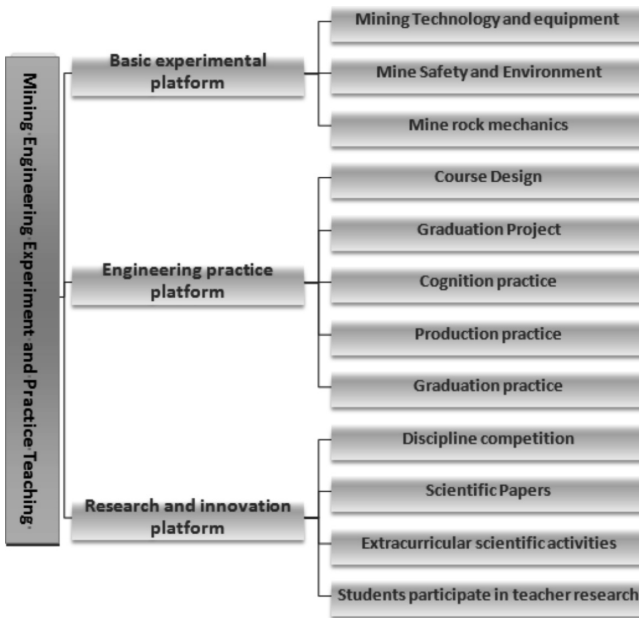 Mining Engineering Experiment and Practice Teaching
Basic experimental
platform
Mining Technology and equipment
Mine Safety and Environment
Mine rock mechanics
Engineering practice
platform
Course Design
Graduation Project
Cognition practice
Production practice
Graduation practice
Research and innovation
platform
Discipline competition
Scientific Papers
Extracurricular scientific activities
Students participate in teacher research